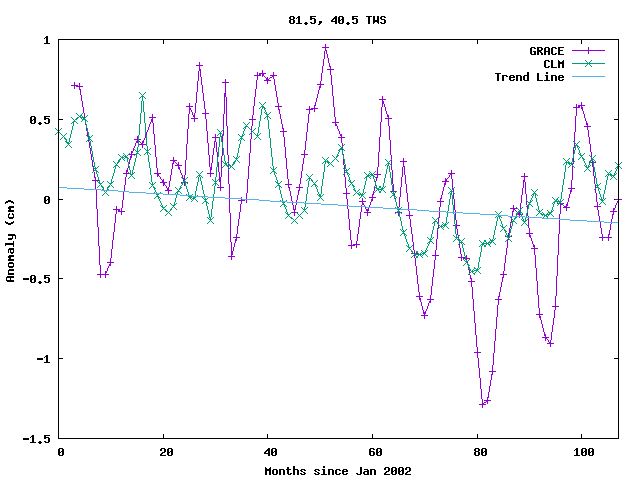 81.5, 40.5 TWS
GRACE
CLM
Trend Line
1
0.5
0
-0.5
-1
-1.5
Anomaly (cm)
0 20 40 60 80 100
Months since Jan 2002